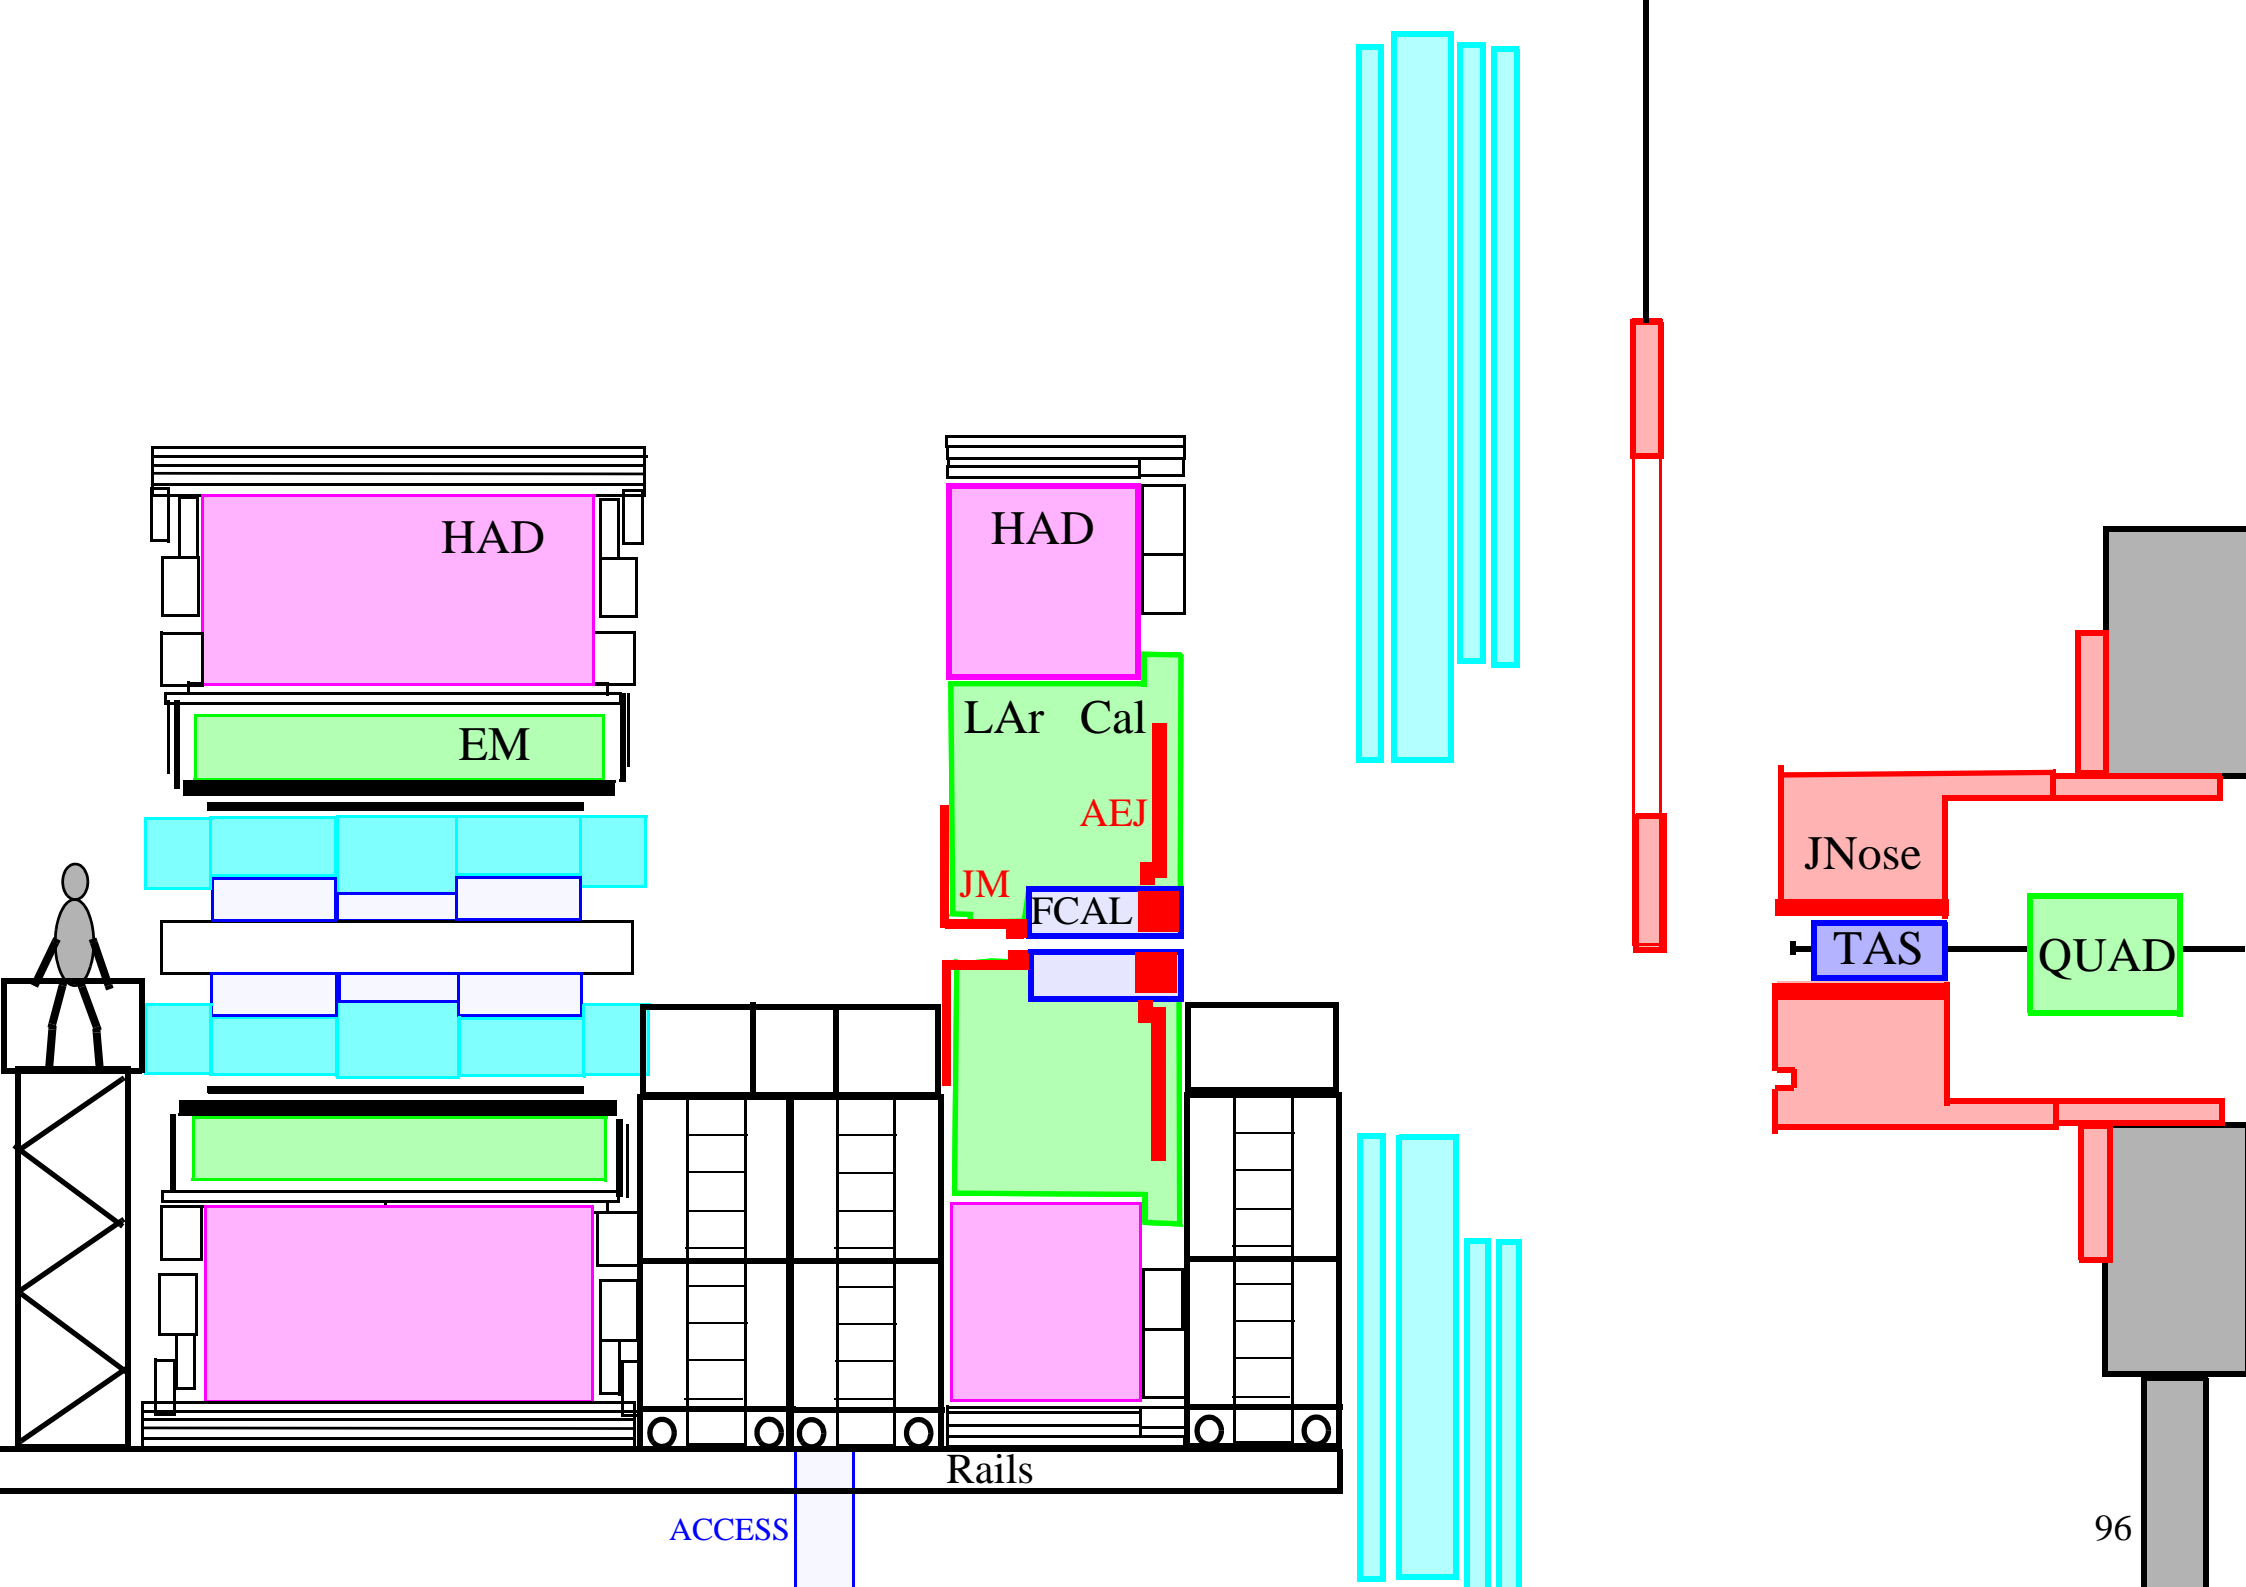 HAD
HAD
LAr Cal
EM
AEJ
JM
FCAL
JNose
TAS
QUAD
Rails
ACCESS
96